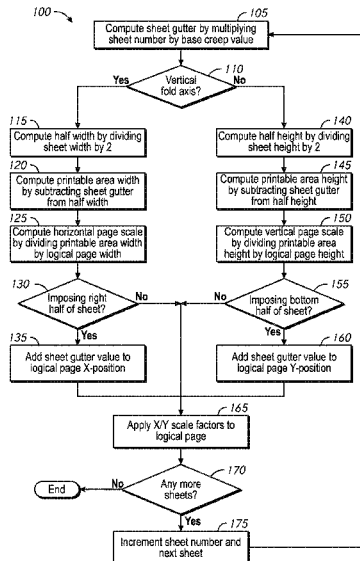 100
105
Compute sheet gutter by multiplying
sheet number by base creep value
110
Yes
Vertical
fold axis?
No
115
Compute half width by dividing
sheet width by 2
140
Compute half height by dividing
sheet height by 2
120
Compute printable area width
by subtracting sheet gutter
from half width
145
Compute printable area height
by subtracting sheet gutter
from half height
125
Compute horizontal page scale
by dividing printable area width
by logical page width
150
Compute vertical page scale
by dividing printable area
height by logical page height
130
Imposing right
half of sheet?
No
Yes
155
No
Imposing bottom
half of sheet?
Yes
135
Add sheet gutter value to
logical page X-position
160
Add sheet gutter value to
logical page Y-position
165
Apply X/Y scale factors to
logical page
170
End
No
Any more
sheets?
Yes
175
Increment sheet number and
next sheet